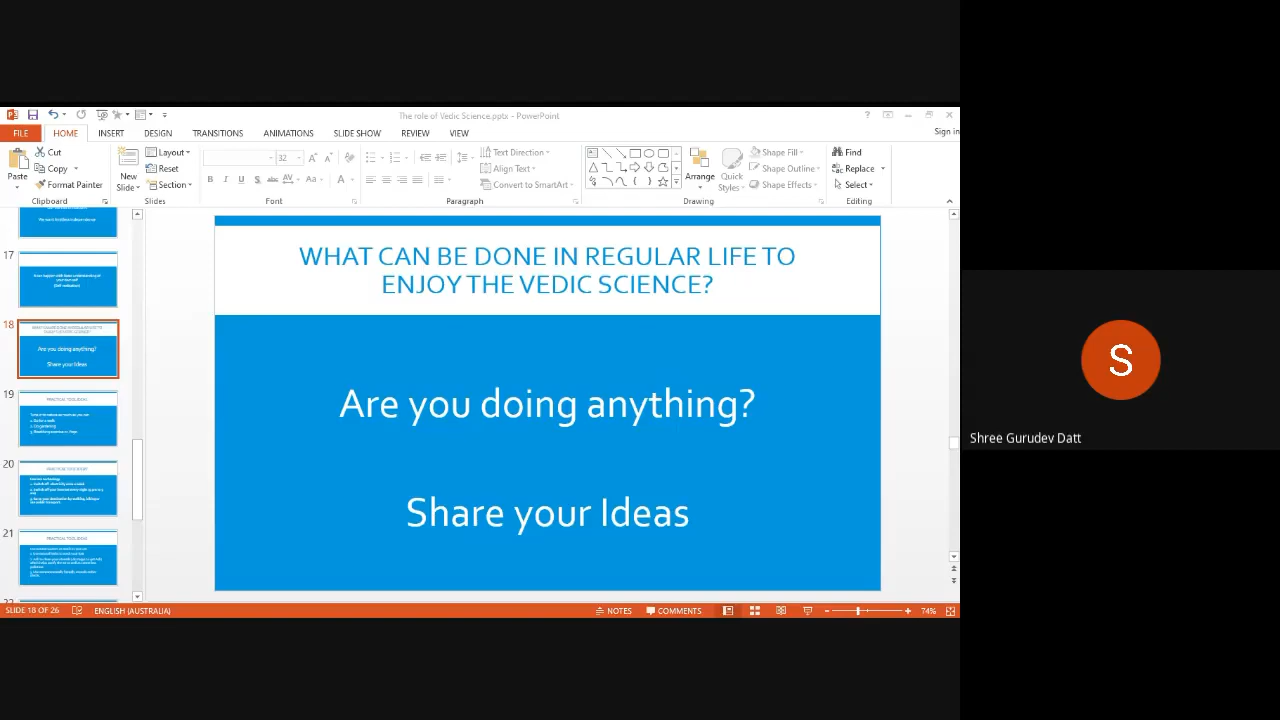 The role of Vedic Science.pptx - PowerPoint
Sign in
FILE HOME INSERT DESIGN TRANSITIONS ANIMATIONS SLIDE SHOW REVIEW VIEW
Paste
Cut
Copy
Format Painter
Clipboard
New
Slide
Layout
Reset
Section
Slides
32
Font
Text Direction
Align Text
Convert to SmartArt
Paragraph
Arrange
Quick
Styles
Shape Fill
Shape Outline
Shape Effects
Drawing
Find
Replace
Select
Editing
17
18
Are you doing anything?
Share your Ideas
19
PRACTICAL TOOL IDEAS
20
21
PRACTICAL TOOL IDEAS
WHAT CAN BE DONE IN REGULAR LIFE TO
ENJOY THE VEDIC SCIENCE?
Are you doing anything?
Share your Ideas
SLIDE 18 OF 26 ENGLISH (AUSTRALIA) NOTES COMMENTS 74%
S
Shree Gurudev Datt